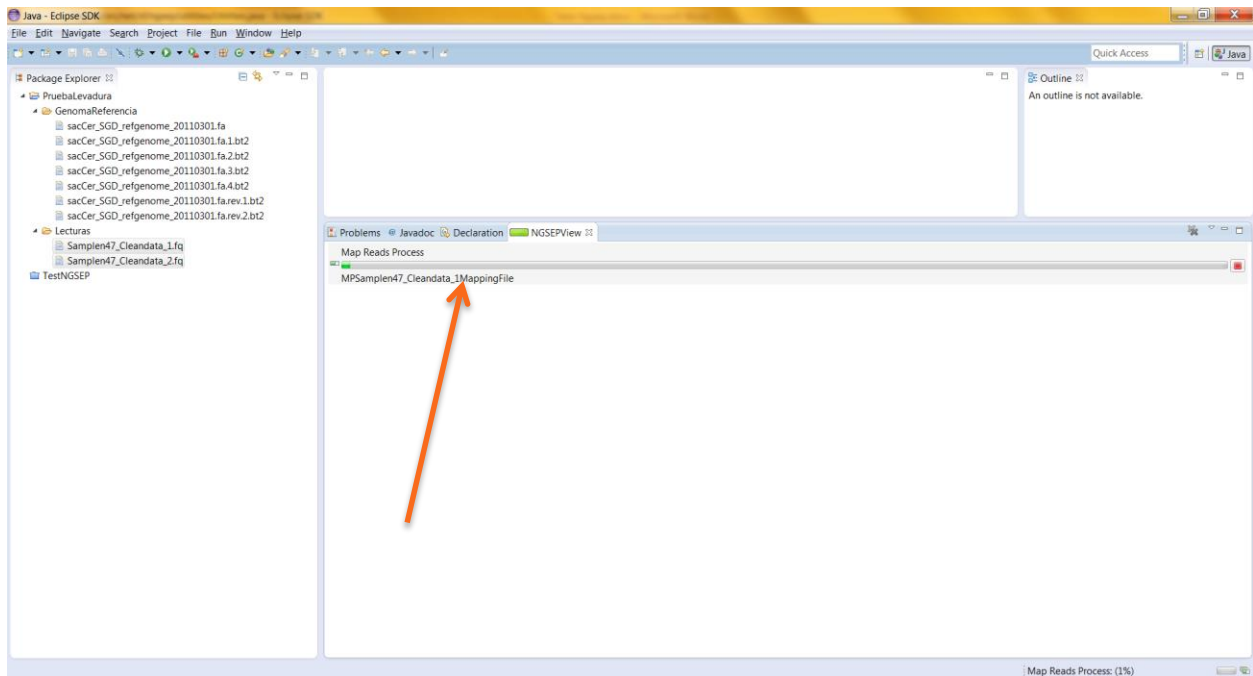 Java - Eclipse SDK
File Edit Navigate Search Project File Run Window Help
Quick Access
Java
Package Explorer
PruebaLevadura
GenomaReferencia
sacCer_SGD_refgenome_20110301.fa
sacCer_SGD_refgenome_20110301.fa.1.bt2
sacCer_SGD_refgenome_20110301.fa.2.bt2
sacCer_SGD_refgenome_20110301.fa.3.bt2
sacCer_SGD_refgenome_20110301.fa.4.bt2
sacCer_SGD_refgenome_20110301.fa.rev.1.bt2
sacCer_SGD_refgenome_20110301.fa.rev.2.bt2
Lecturas
Samplen47_Cleandata_1.fq
Samplen47_Cleandata_2.fq
TestNGSEP
Outline
An outline is not available.
Problems Javadoc Declaration NGSEPView
Map Reads Process
MPSamplen47_Cleandata_1MappingFile
Map Reads Process: (1%)